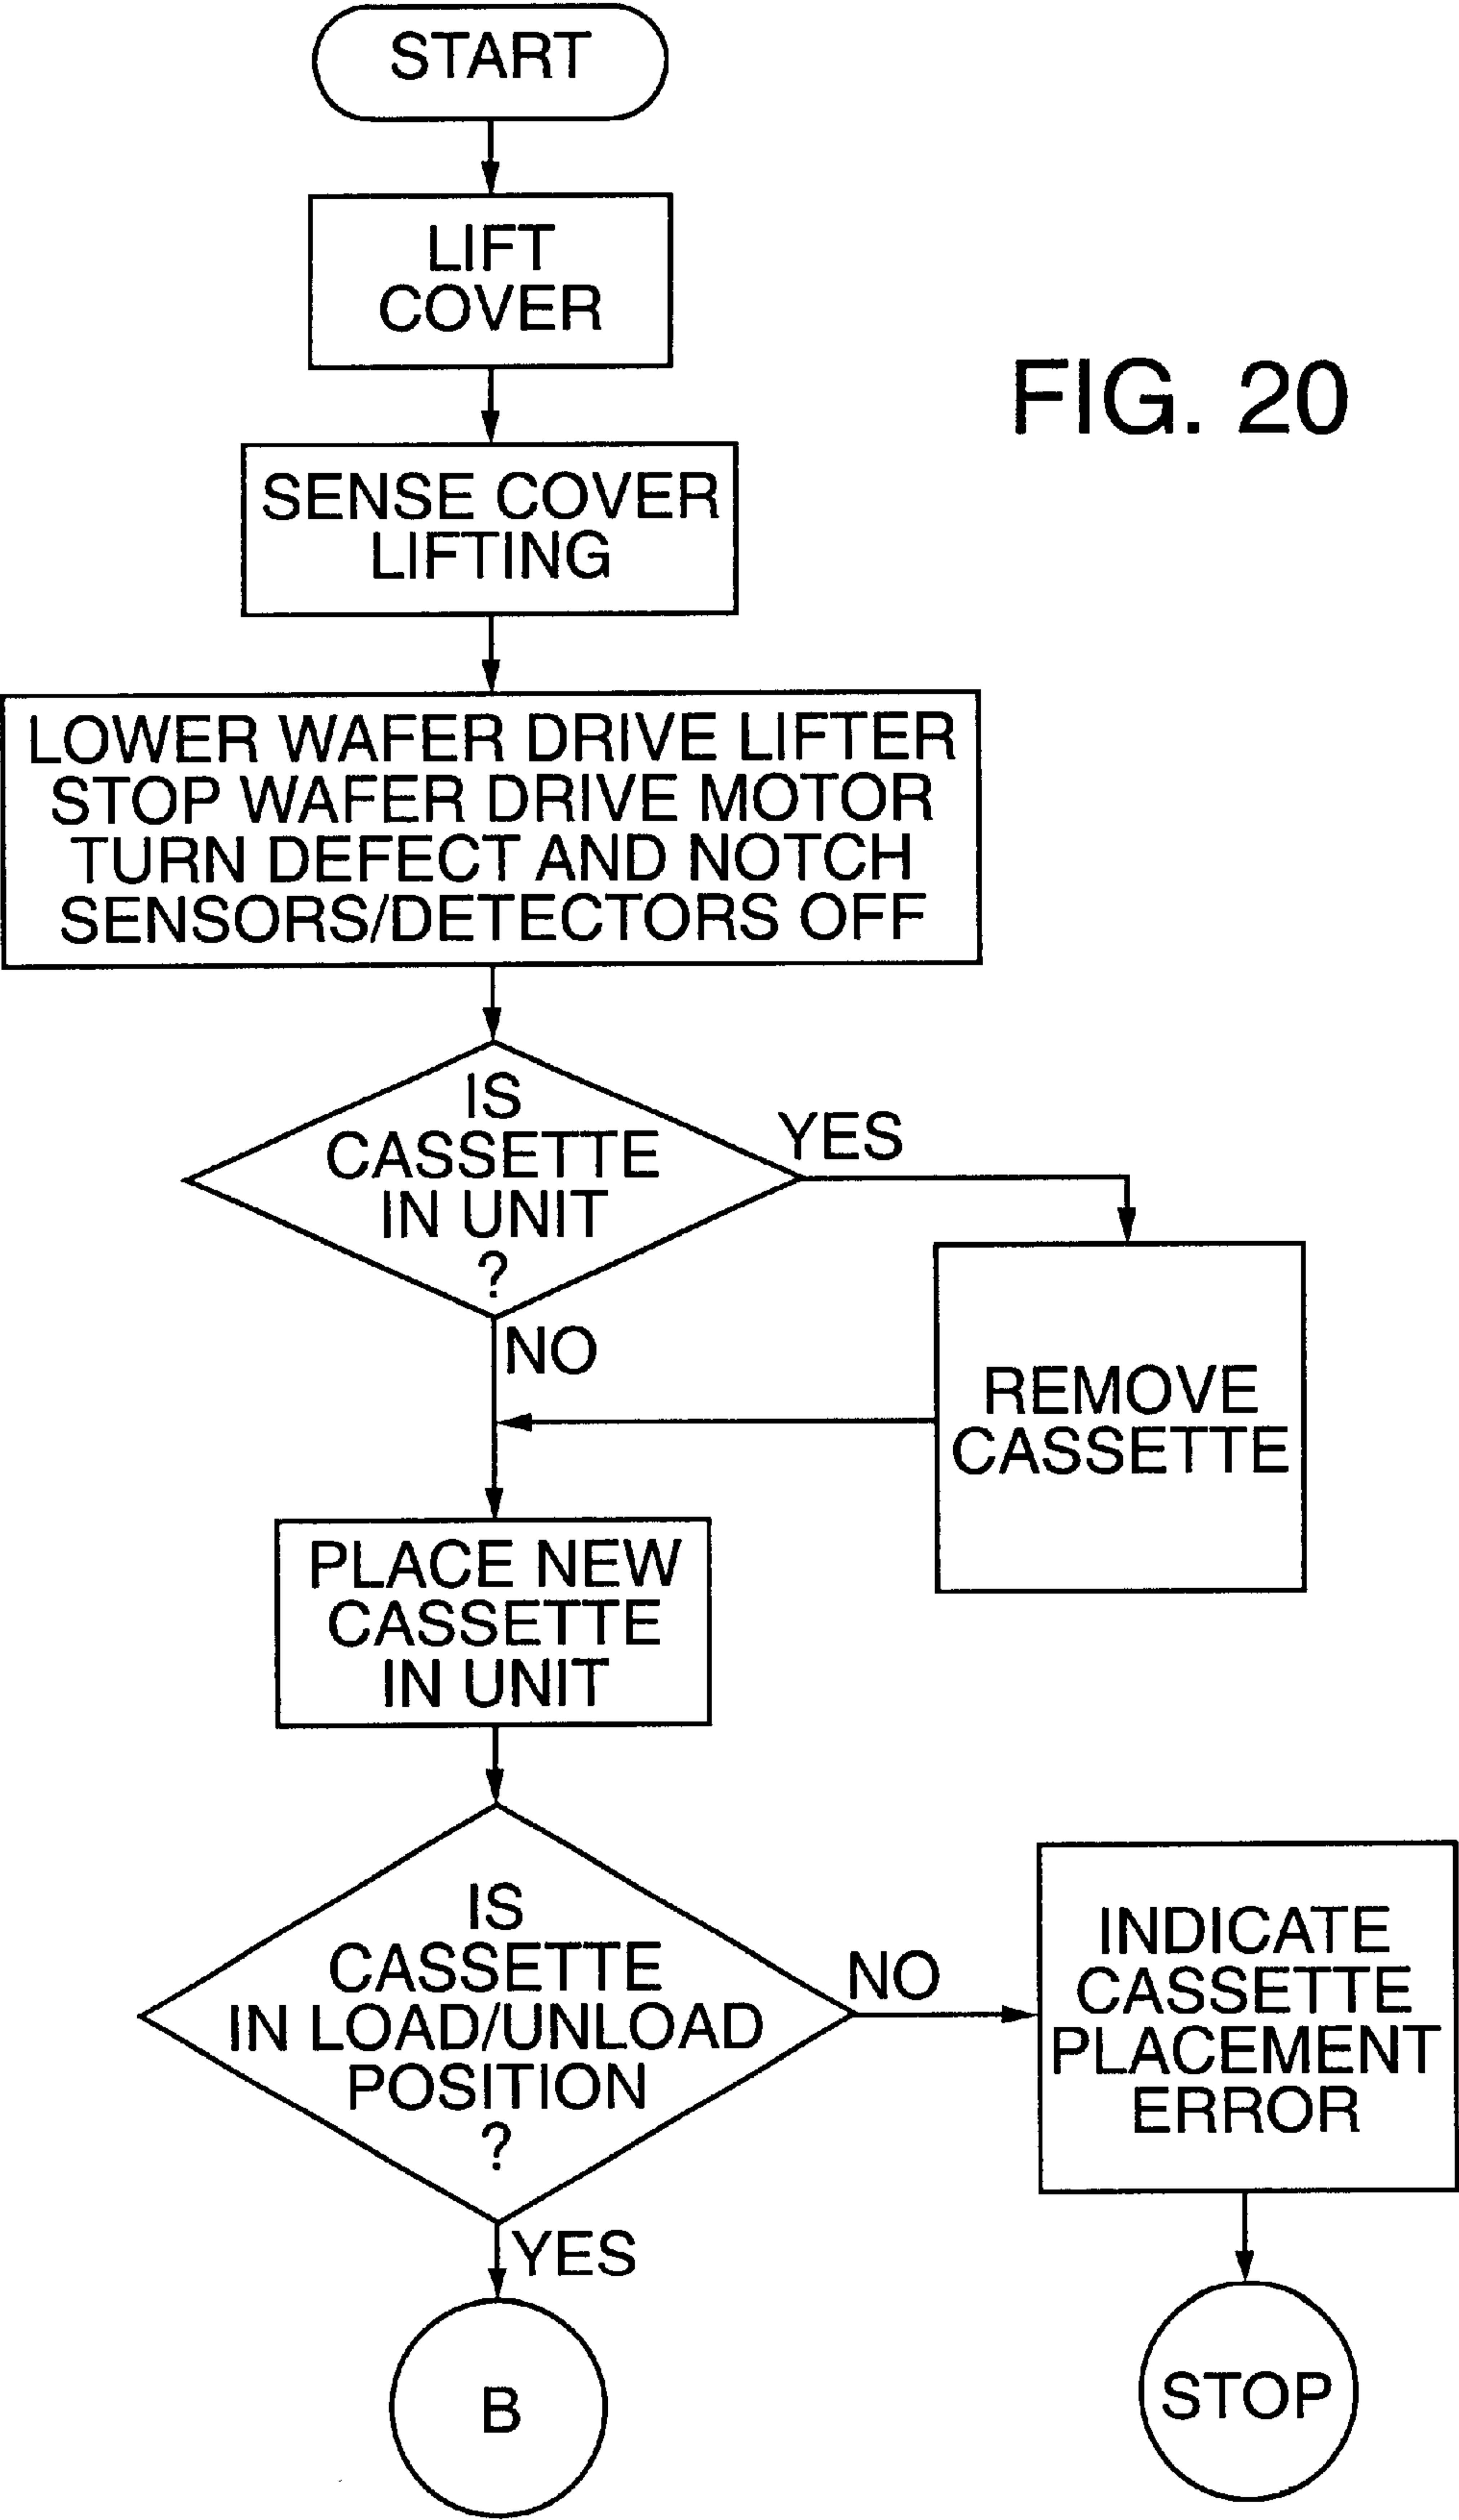 START
LIFT
COVER
FIG. 20
SENSE COVER
LIFTING
LOWER WAFER DRIVE LIFTER
STOP WAFER DRIVE MOTOR
TURN DEFECT AND NOTCH
SENSORS/DETECTORS OFF
IS
CASSETTE
IN UNIT
?
YES
NO
REMOVE
CASSETTE
PLACE NEW
CASSETTE
IN UNIT
IS
CASSETTE
IN LOAD/UNLOAD
POSITION
?
NO
INDICATE
CASSETTE
PLACEMENT
ERROR
YES
B
STOP